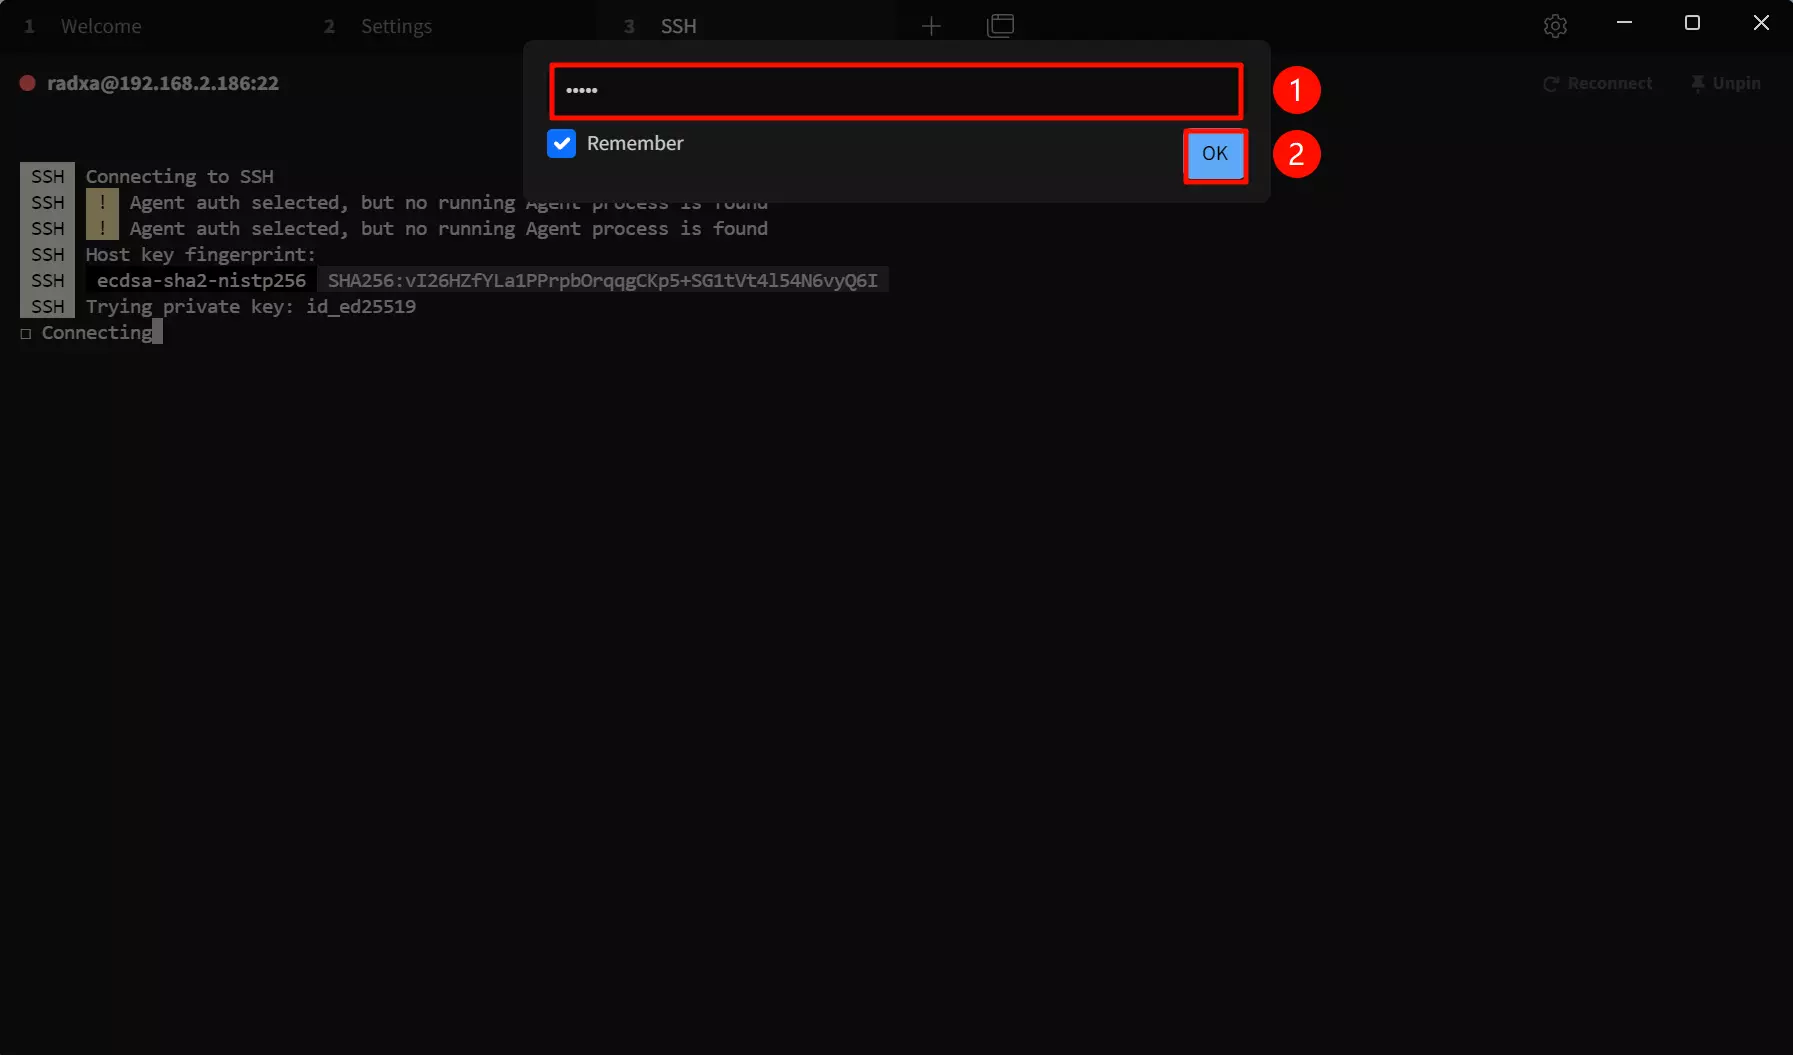 1 Welcome
2 Settings
3 SSH
radxa@192.168.2.186:22
Reconnect
Unpin
•••••
1
Remember
OK
2
SSH Connecting to SSH
SSH ! Agent auth selected, but no running Agent process is found
SSH ! Agent auth selected, but no running Agent process is found
SSH Host key fingerprint:
SSH ecdsa-sha2-nistp256 SHA256:vI26HZfYLa1PPrpbOrqqgCKp5+SG1tVt4l54N6vyQ6I
SSH Trying private key: id_ed25519
Connecting